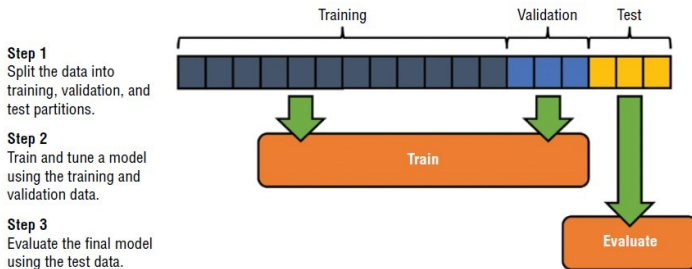 Training
Validation
Test
Step 1
Split the data into
training, validation, and
test partitions.
Step 2
Train and tune a model
using the training and
validation data.
Train
Step 3
Evaluate the final model
using the test data.
Evaluate